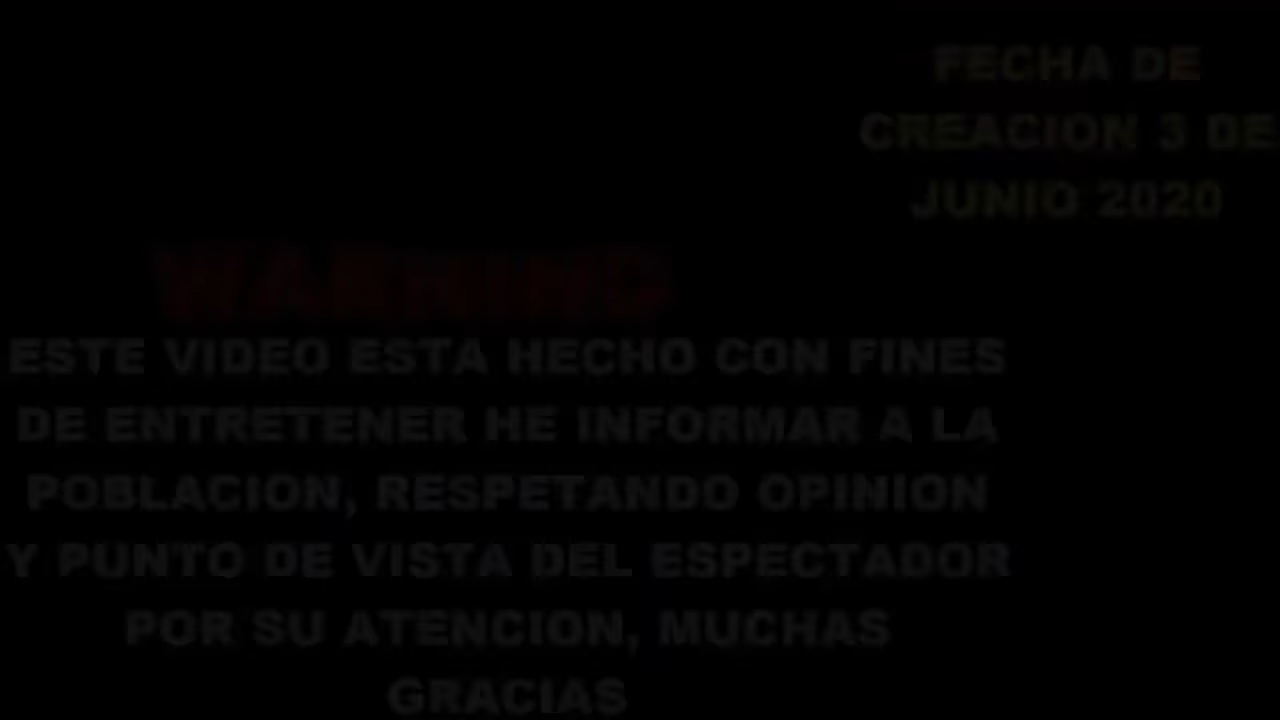 FECHA DE
CREACION 3 DE
JUNIO 2020
WARNING
ESTE VIDEO ESTA HECHO CON FINES
DE ENTRETENER HE INFORMAR A LA
POBLACION, RESPETANDO OPINION
Y PUNTO DE VISTA DEL ESPECTADOR
POR SU ATENCION, MUCHAS
GRACIAS